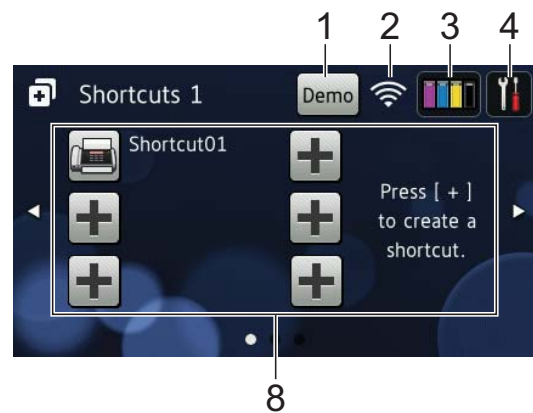 1 2 3 4
Shortcuts 1 Demo
Shortcut01
Press [ + ]
to create a
shortcut.
8